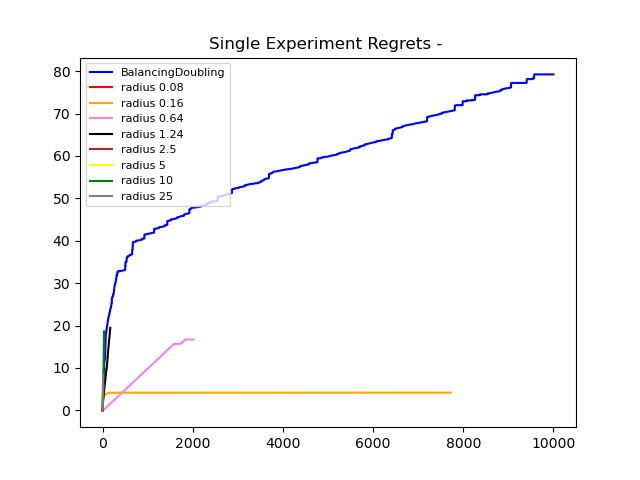 Single Experiment Regrets -
BalancingDoubling
radius 0.08
radius 0.16
radius 0.64
radius 1.24
radius 2.5
radius 5
radius 10
radius 25
80
70
60
50
40
30
20
10
0
0 2000 4000 6000 8000 10000